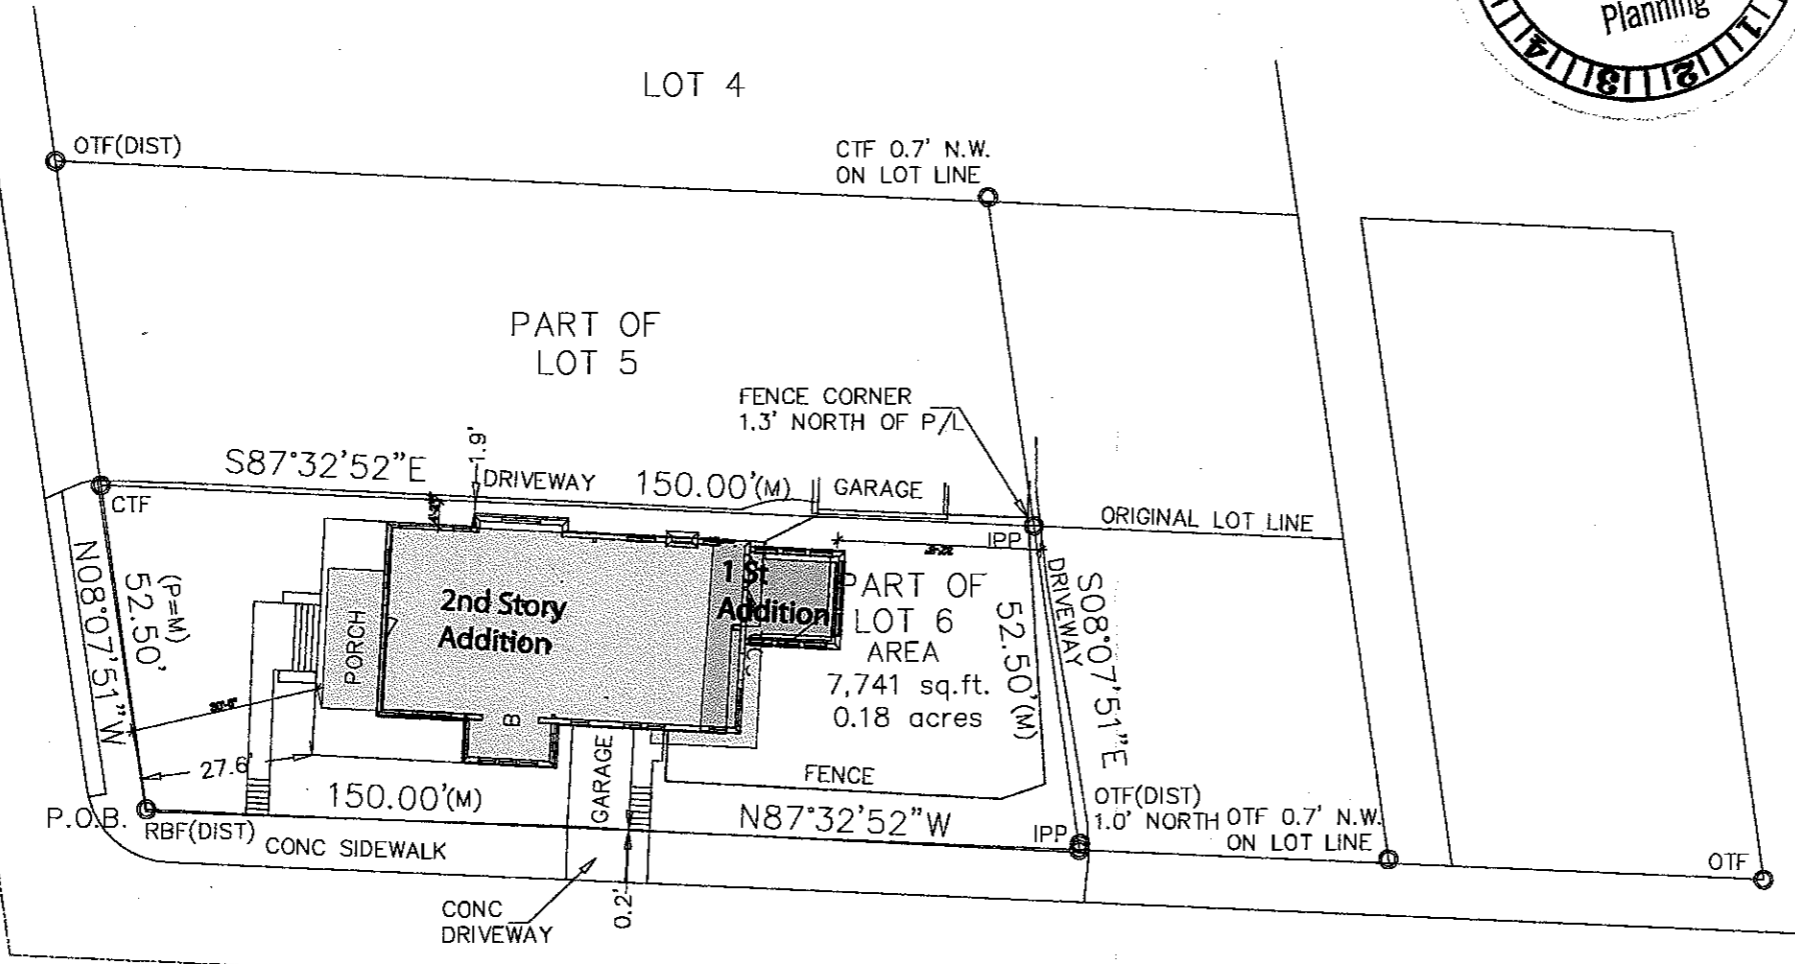 Planning
4 3 2 1
LOT 4
OTF(DIST)
CTF 0.7' N.W.
ON LOT LINE
PART OF
LOT 5
FENCE CORNER
1.3' NORTH OF P/L
S87°32'52"E
1.9'
DRIVEWAY
150.00'(M)
GARAGE
ORIGINAL LOT LINE
CTF
IPP
N08°07'51"W
52.50'
(P=M)
PORCH
2nd Story
Addition
1 St
Addition
PART OF
LOT 6
AREA
7,741 sq.ft.
0.18 acres
52.50'(M)
DRIVEWAY
S08°07'51"E
B
27.6'
GARAGE
FENCE
150.00'(M)
N87°32'52"W
P.O.B.
RBF(DIST)
CONC SIDEWALK
IPP
OTF(DIST)
1.0' NORTH
OTF 0.7' N.W.
ON LOT LINE
OTF
CONC
DRIVEWAY
0.2'